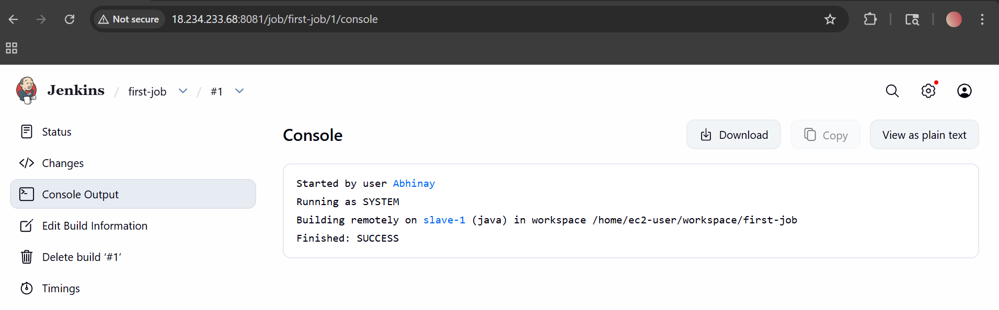 Not secure 18.234.233.68:8081/job/first-job/1/console
Jenkins / first-job / #1
Status
Changes
Console Output
Edit Build Information
Delete build ‘#1’
Timings
Console
Download
Copy
View as plain text
Started by user Abhinay
Running as SYSTEM
Building remotely on slave-1 (java) in workspace /home/ec2-user/workspace/first-job
Finished: SUCCESS